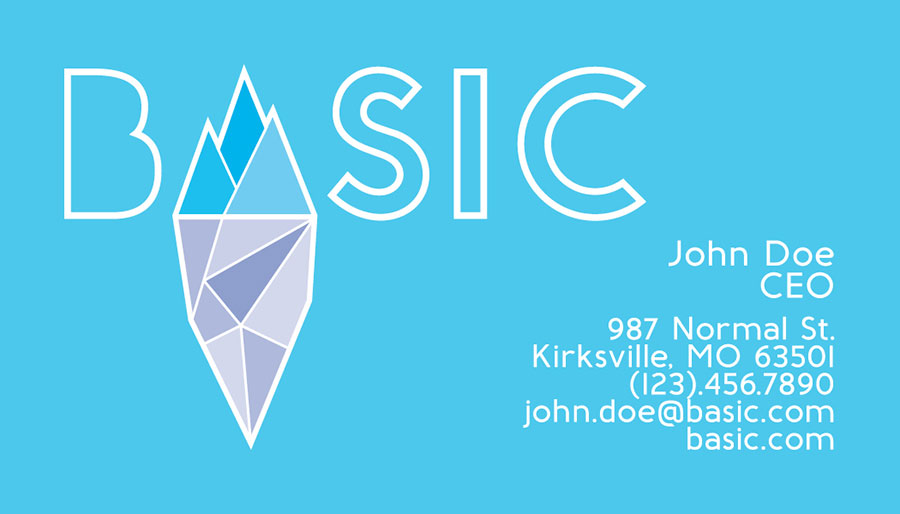 BASIC
John Doe
CEO
987 Normal St.
Kirksville, MO 63501
(123).456.7890
john.doe@basic.com
basic.com